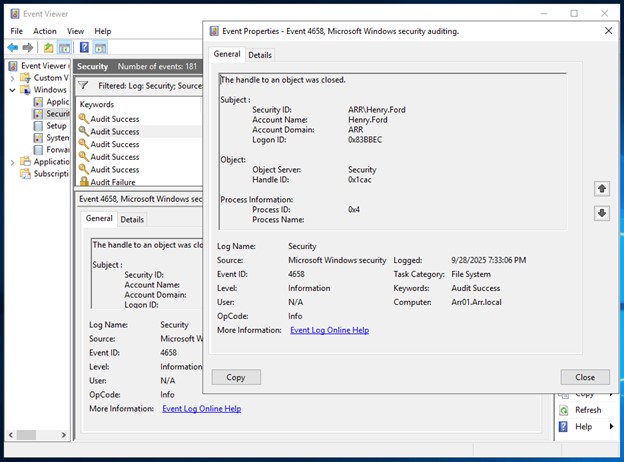 Event Viewer
File Action View Help
Event Viewer (
Custom V
Windows
Applic
Securit
Setup
System
Forwar
Applicatio
Subscripti
Security Number of events: 181
Filtered: Log: Security; Source:
Keywords
Audit Success
Audit Success
Audit Success
Audit Success
Audit Success
Audit Failure
Event 4658, Microsoft Windows sec
General Details
The handle to an object was clo
Subject :
Security ID:
Account Name:
Account Domain:
Logon ID:
Log Name: Security
Source: Microsoft W
Event ID: 4658
Level: Information
User: N/A
OpCode: Info
More Information: Event Log Online Help
Event Properties - Event 4658, Microsoft Windows security auditing.
General Details
The handle to an object was closed.
Subject :
Security ID: ARR\Henry.Ford
Account Name: Henry.Ford
Account Domain: ARR
Logon ID: 0x83BBEC
Object:
Object Server: Security
Handle ID: 0x1cac
Process Information:
Process ID: 0x4
Process Name:
Log Name: Security
Source: Microsoft Windows security Logged: 9/28/2025 7:33:06 PM
Event ID: 4658 Task Category: File System
Level: Information Keywords: Audit Success
User: N/A Computer: Arr01.Arr.local
OpCode: Info
More Information: Event Log Online Help
Copy Close
Copy
Refresh
Help